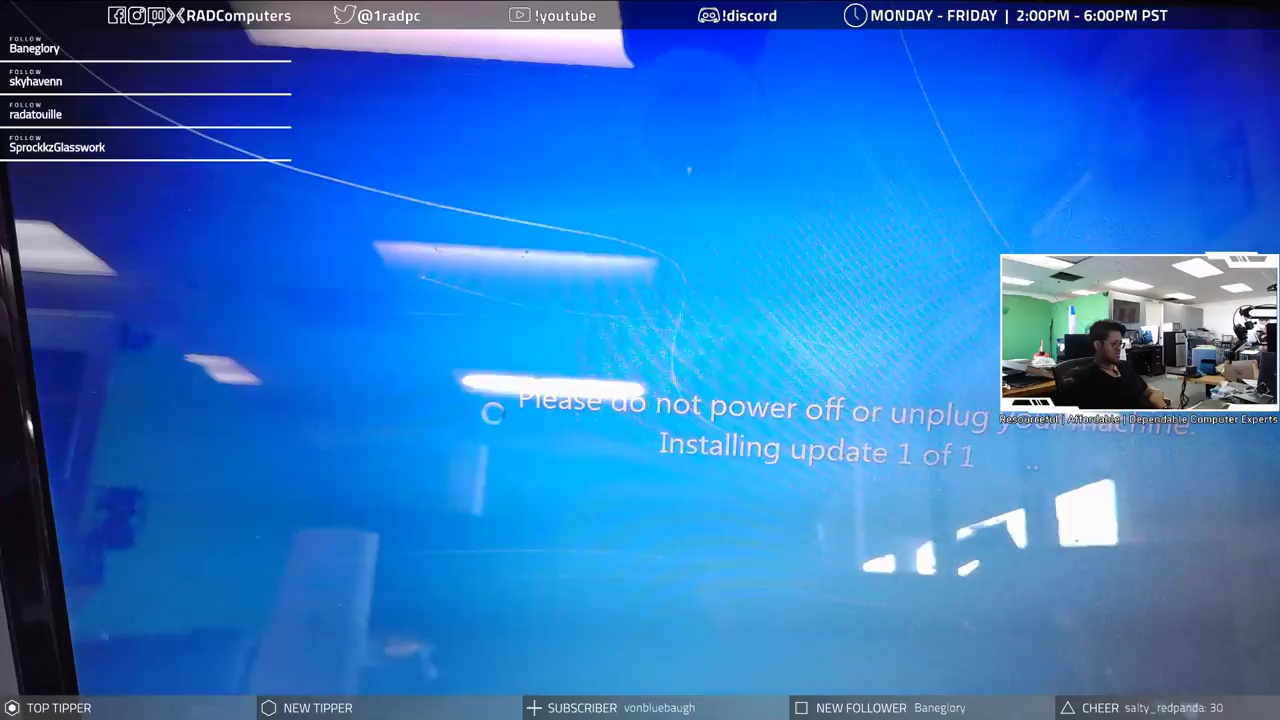 RADComputers @1radpc !youtube !discord MONDAY - FRIDAY | 2:00PM - 6:00PM PST
FOLLOW
Baneglory
FOLLOW
skyhavenn
FOLLOW
radatouille
FOLLOW
SprockkzGlasswork
Please do not power off or unplug your machine.
Installing update 1 of 1 ..
Resourceful | Affordable | Dependable Computer Experts
TOP TIPPER NEW TIPPER SUBSCRIBER vonbluebaugh NEW FOLLOWER Baneglory CHEER salty_redpanda: 30